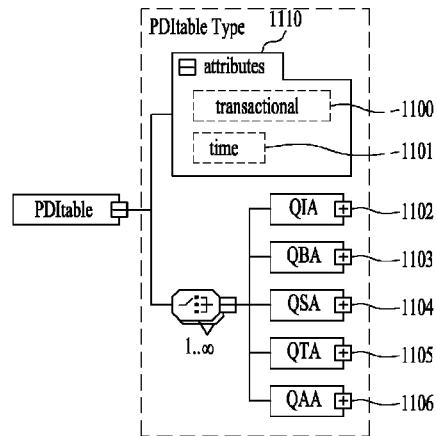 PDItable Type
1110
attributes
transactional
1100
time
1101
PDItable
QIA
1102
QBA
1103
QSA
1104
1..∞
QTA
1105
QAA
1106